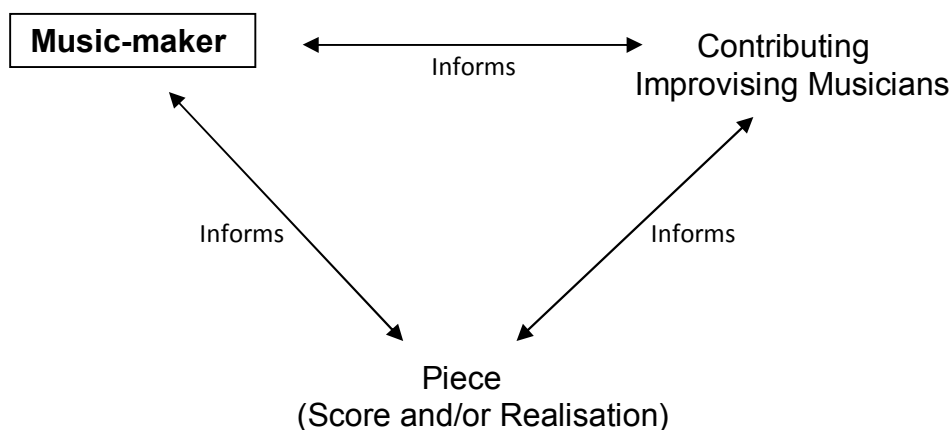 Music-maker
Contributing
Improvising Musicians
Informs
Informs
Informs
Piece
(Score and/or Realisation)